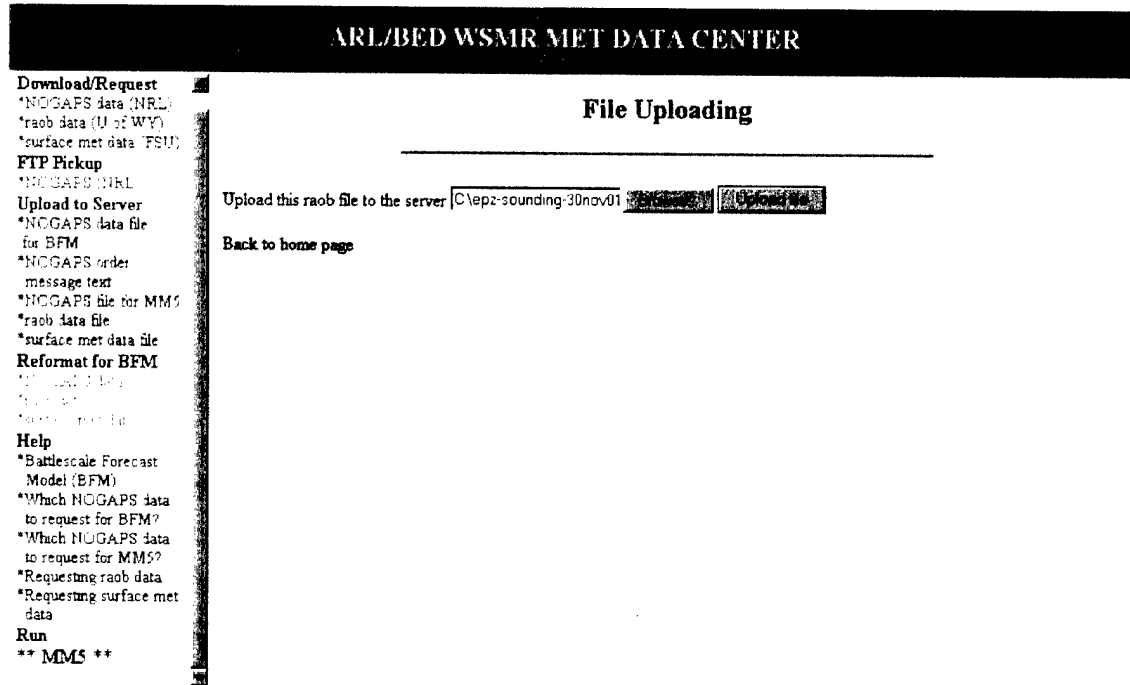 ARL/BED WSMR MET DATA CENTER
Download/Request
*NOGAPS data (NRL)
*raob data (U of WY)
*surface met data (FSU)
FTP Pickup
*NOGAPS (NRL
Upload to Server
*NOGAPS data file
for BFM
*NOGAPS order
message text
*NOGAPS file for MM5
*raob data file
*surface met data file
Reformat for BFM
Help
*Battlescale Forecast
Model (BFM)
*Which NOGAPS data
to request for BFM?
*Which NOGAPS data
to request for MM5?
*Requesting raob data
*Requesting surface met
data
Run
** MM5 **
File Uploading
Upload this raob file to the server C\epz-sounding-30nov01 Browse... Upload file
Back to home page